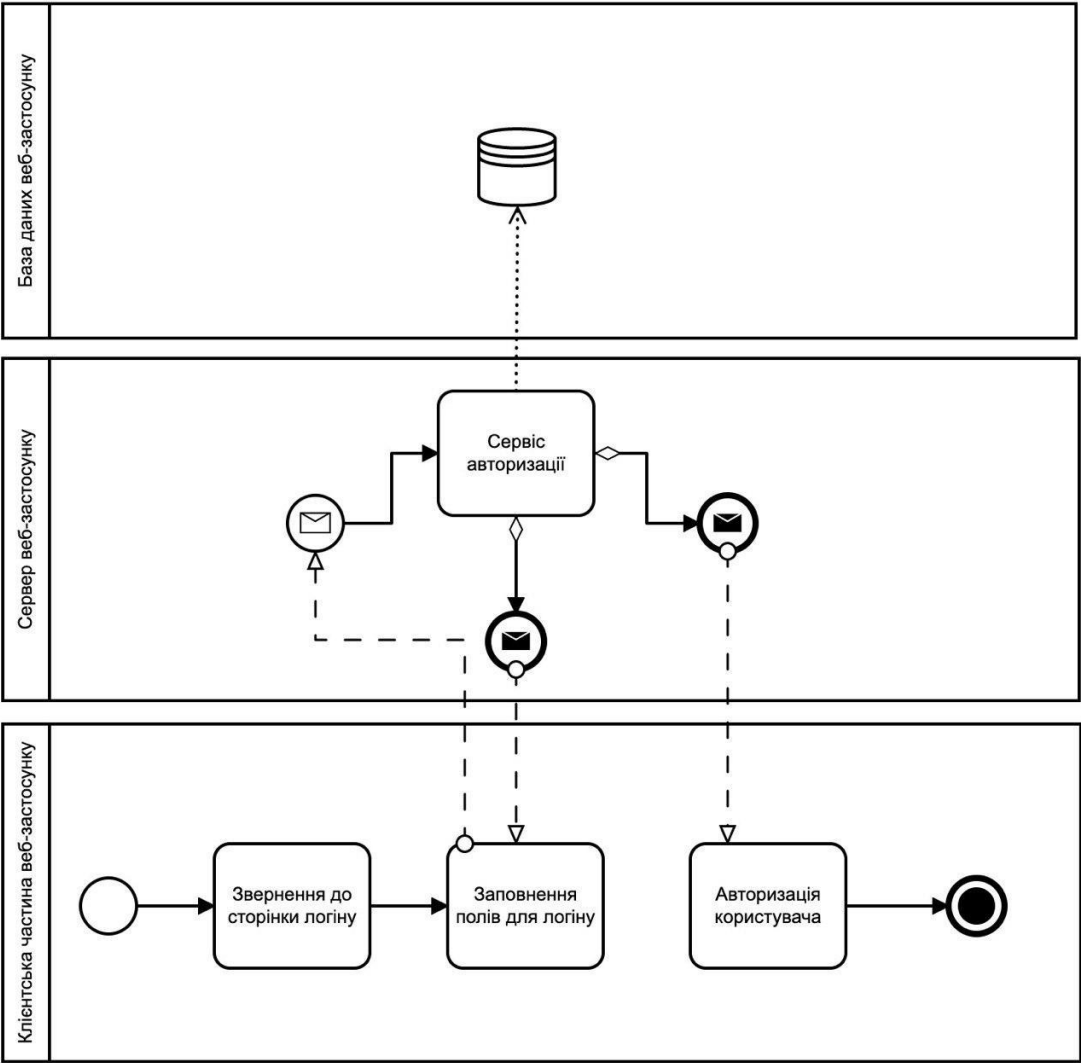 База даних веб-застосунку
Сервер веб-застосунку
Сервіс
авторизації
Клієнтська частина веб-застосунку
Звернення до
сторінки логіну
Заповнення
полів для логіну
Авторизація
користувача